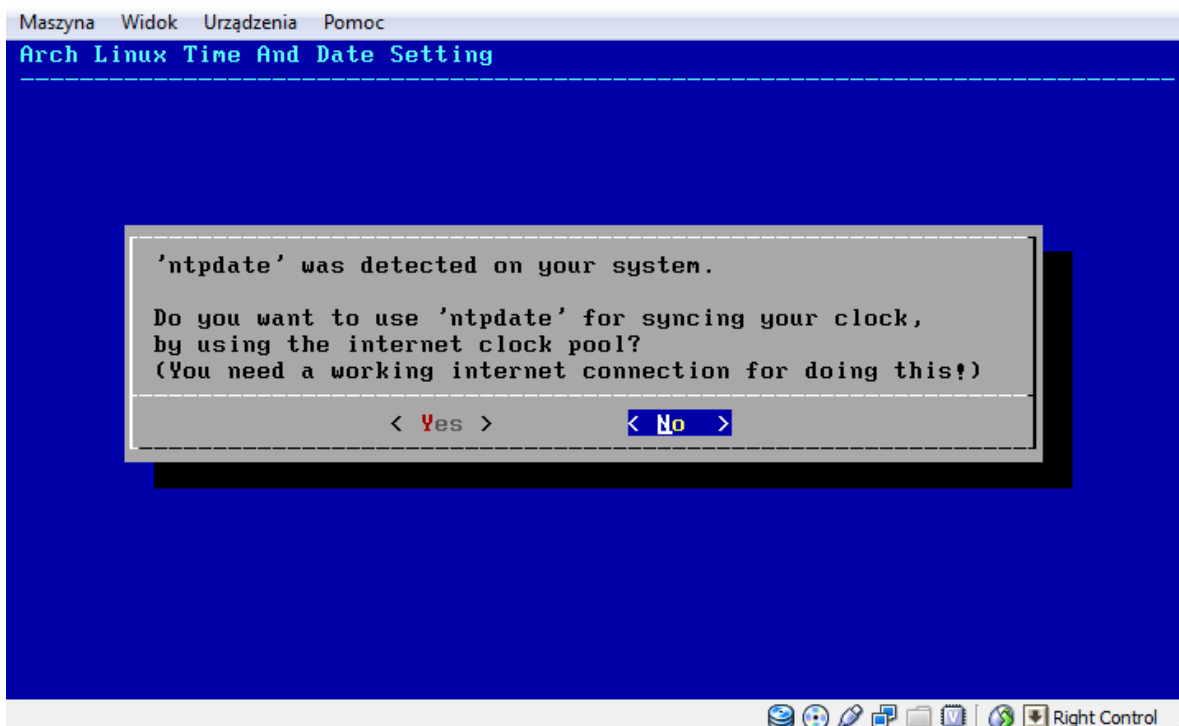 Maszyna Widok Urządzenia Pomoc
Arch Linux Time And Date Setting
'ntpdate' was detected on your system.
Do you want to use 'ntpdate' for syncing your clock,
by using the internet clock pool?
(You need a working internet connection for doing this!)
< Yes > < No >
Right Control